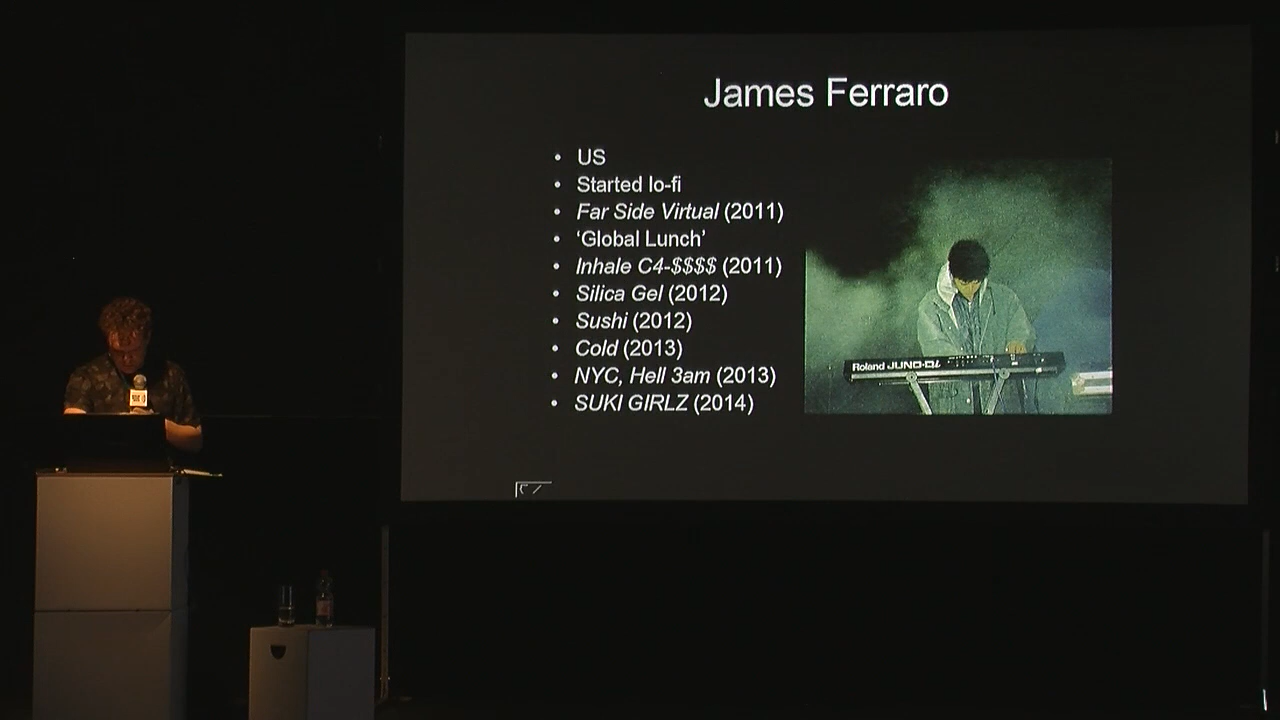 James Ferraro
• US
• Started lo-fi
• Far Side Virtual (2011)
• ‘Global Lunch’
• Inhale C4-$$$$ (2011)
• Silica Gel (2012)
• Sushi (2012)
• Cold (2013)
• NYC, Hell 3am (2013)
• SUKI GIRLZ (2014)
Roland JUNO-Di